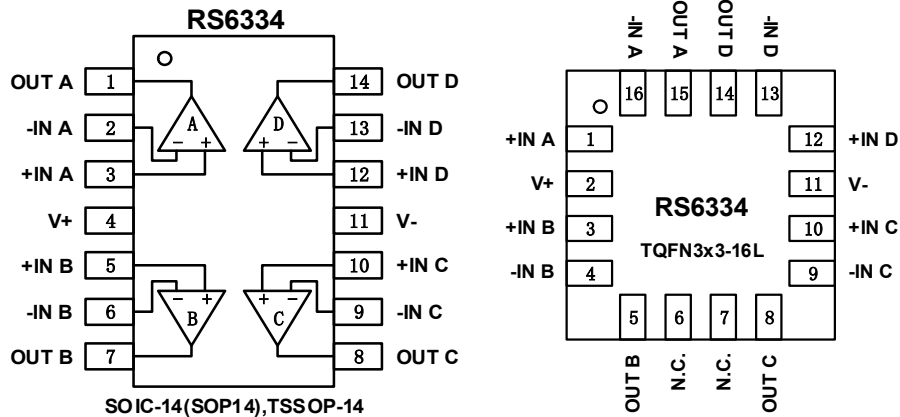 RS6334
OUT A 1 14 OUT D
-IN A 2 A D 13 -IN D
- + + -
+IN A 3 12 +IN D
V+ 4 11 V-
+IN B 5 10 +IN C
- + + -
-IN B 6 B C 9 -IN C
OUT B 7 8 OUT C
SOIC-14(SOP14),TSSOP-14
-IN A OUT A OUT D -IN D
16 15 14 13
+IN A 1 12 +IN D
V+ 2 11 V-
RS6334
+IN B 3 10 +IN C
TQFN3x3-16L
-IN B 4 9 -IN C
5 6 7 8
OUT B N.C. N.C. OUT C